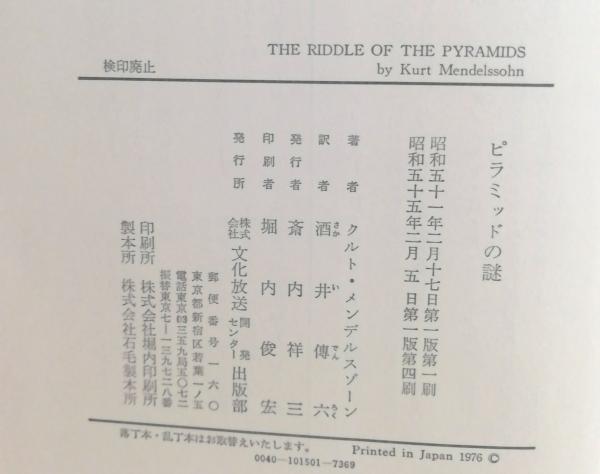 THE RIDDLE OF THE PYRAMIDS
by Kurt Mendelssohn
検印廃止
ピラミッドの謎
昭和五十一年二月十七日第一版第一刷
昭和五十五年二月 五 日第一版第四刷
著者 クルト・メンデルスゾーン
訳者 酒井傳六
さか い でん ろく
発行者 斎内祥三
印刷者 堀内俊宏
発行所 株式会社 文化放送開発センター出版部
郵便番号一六〇
東京都新宿区若葉一ノ五
電話東京03三五九局五〇七二
振替東京七―一三九七二八番
印刷所 株式会社堀内印刷所
製本所 株式会社石毛製本所
落丁本・乱丁本はお取替えいたします。
Printed in Japan 1976 ©
0040-101501-7369